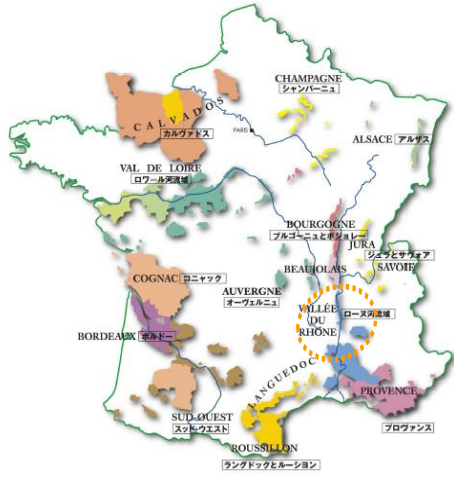 CHAMPAGNE
シャンパーニュ
CALVADOS
カルヴァドス
PARIS
ALSACE アルザス
VAL DE LOIRE
ロワール河流域
BOURGOGNE
ブルゴーニュとボジョレー
JURA
ジュラとサヴォア
SAVOIE
BEAUJOLAIS
COGNAC コニャック
AUVERGNE
オーヴェルニュ
VALLÉE
DU
RHÔNE
ローヌ河流域
BORDEAUX ボルドー
LANGUEDOC
PROVENCE
プロヴァンス
SUD-OUEST
スッド・ウエスト
ROUSSILLON
ラングドックとルーション